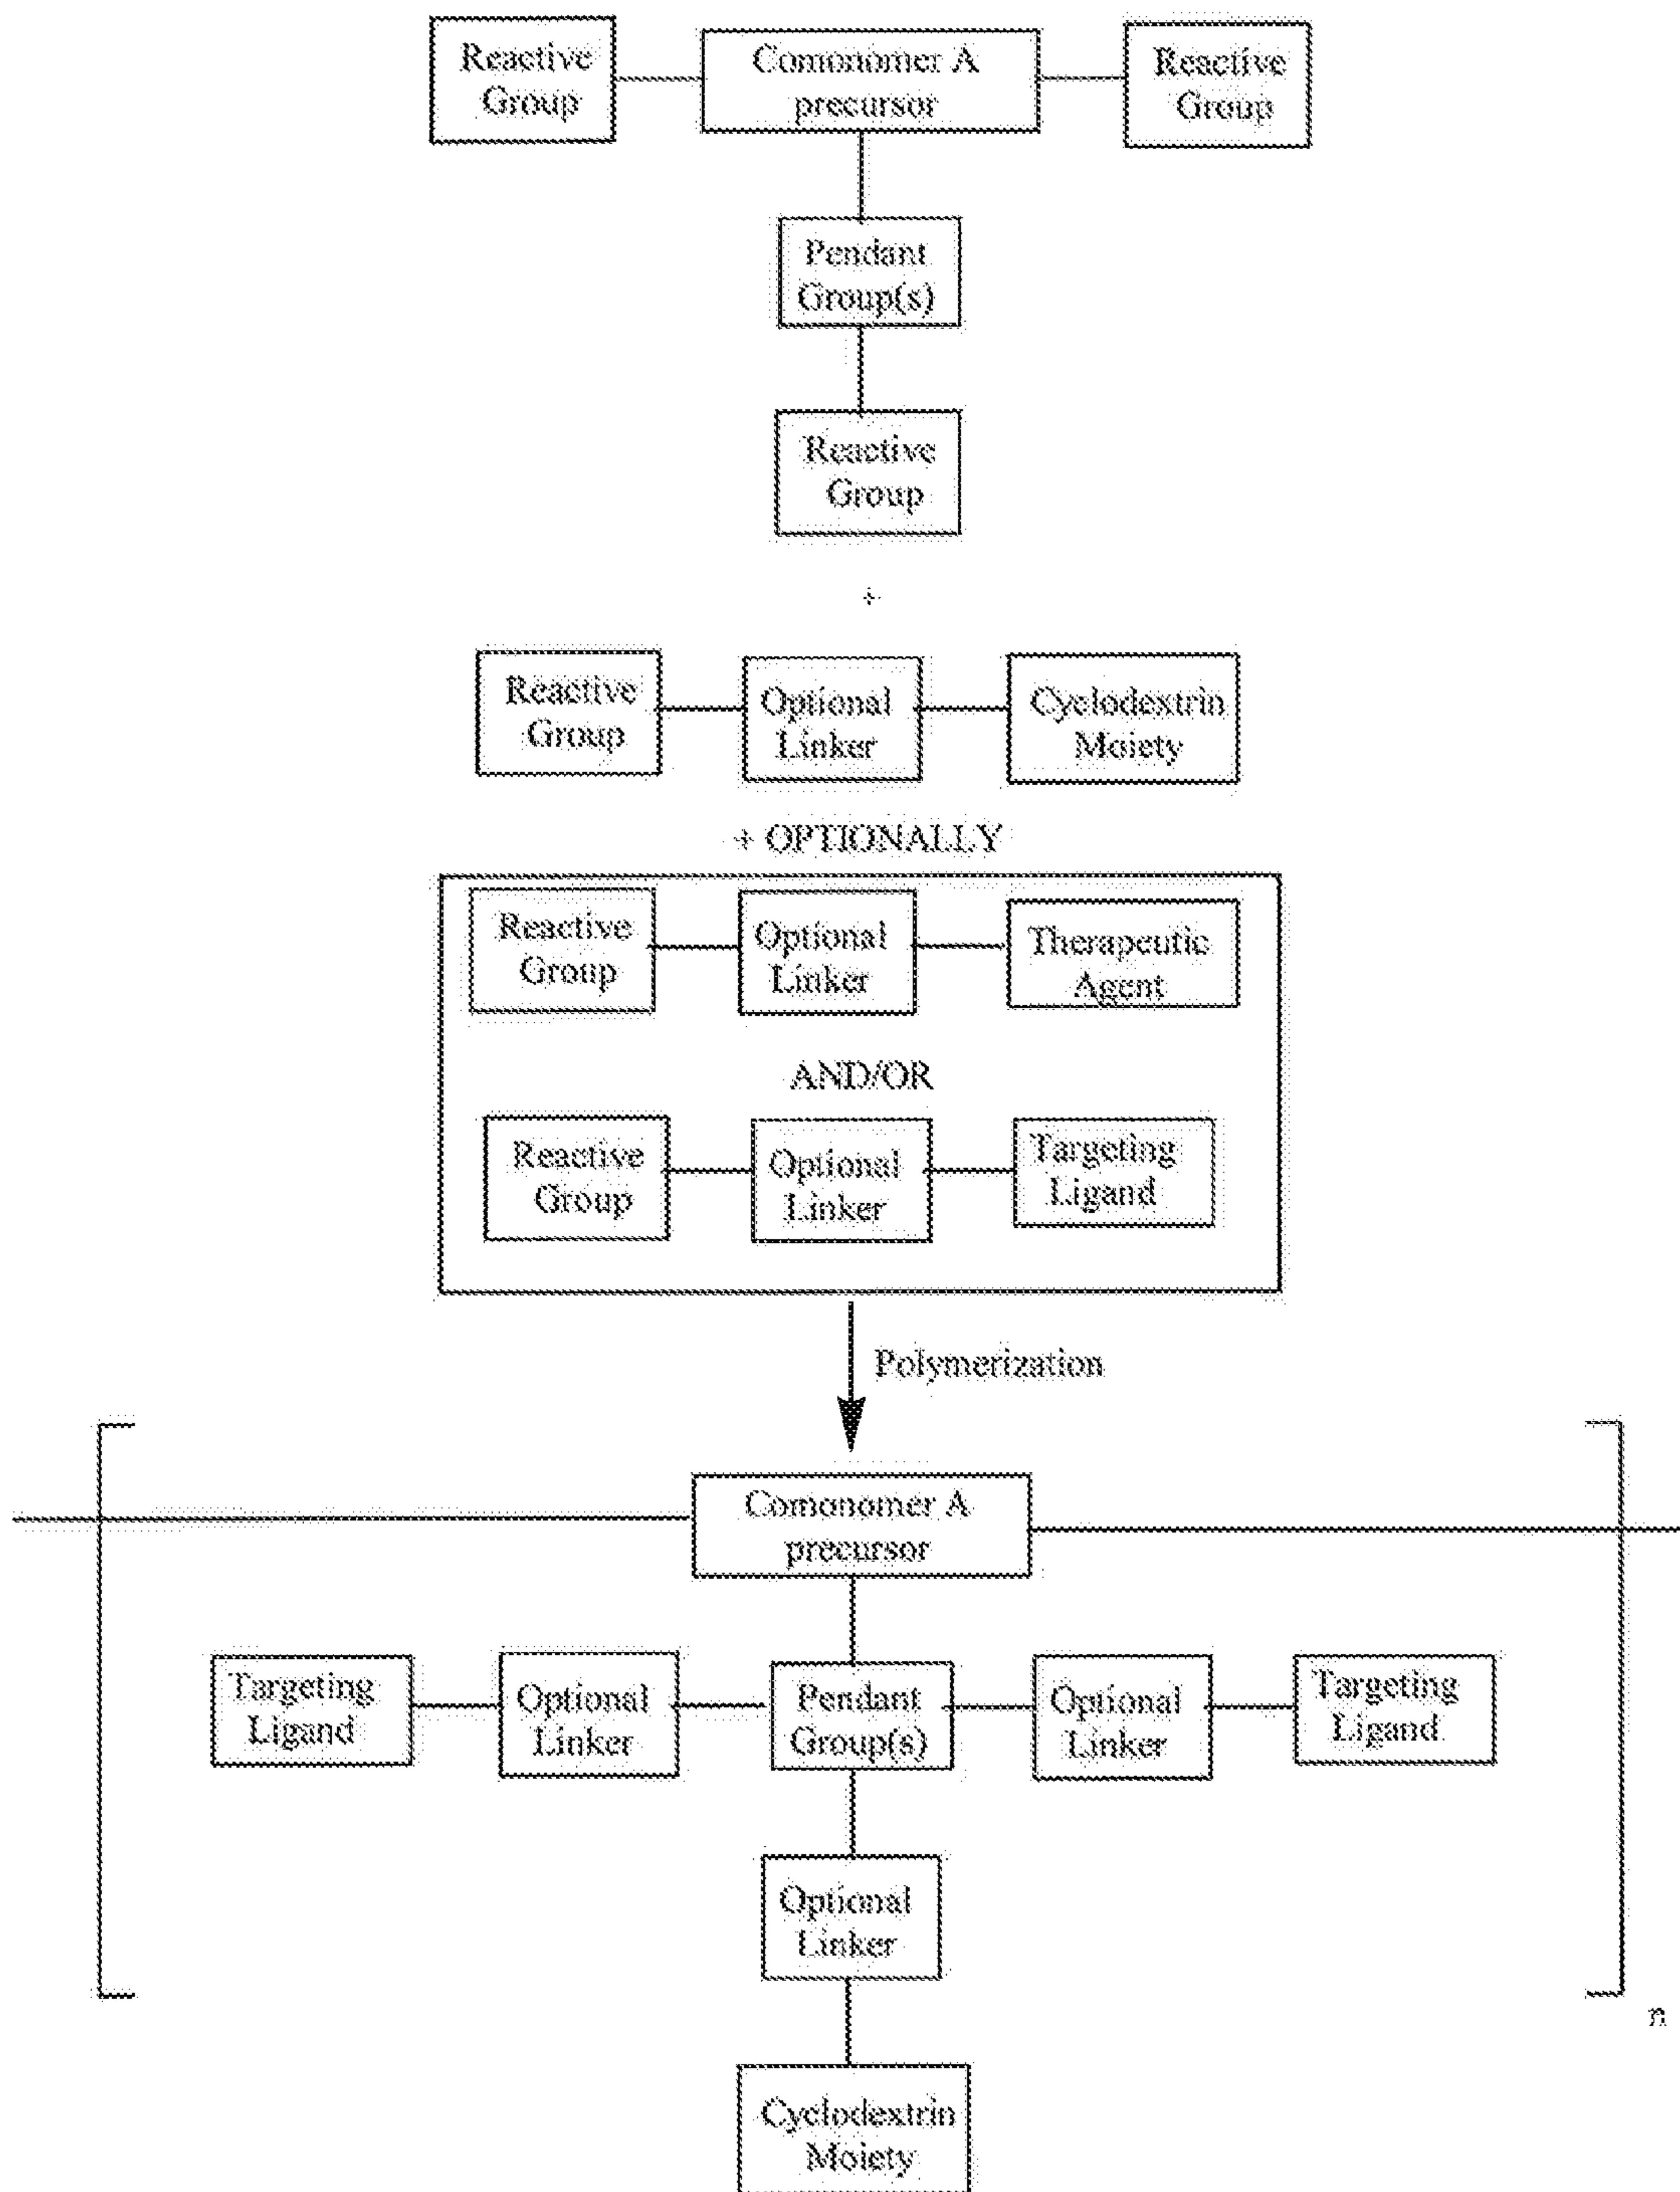 Reactive
Group
Comonomer A
precursor
Reactive
Group
Pendant
Group(s)
Reactive
Group
+
Reactive
Group
Optional
Linker
Cyclodextrin
Moiety
+ OPTIONALLY
Reactive
Group
Optional
Linker
Therapeutic
Agent
AND/OR
Reactive
Group
Optional
Linker
Targeting
Ligand
Polymerization
Comonomer A
precursor
Targeting
Ligand
Optional
Linker
Pendant
Group(s)
Optional
Linker
Targeting
Ligand
Optional
Linker
n
Cyclodextrin
Moiety